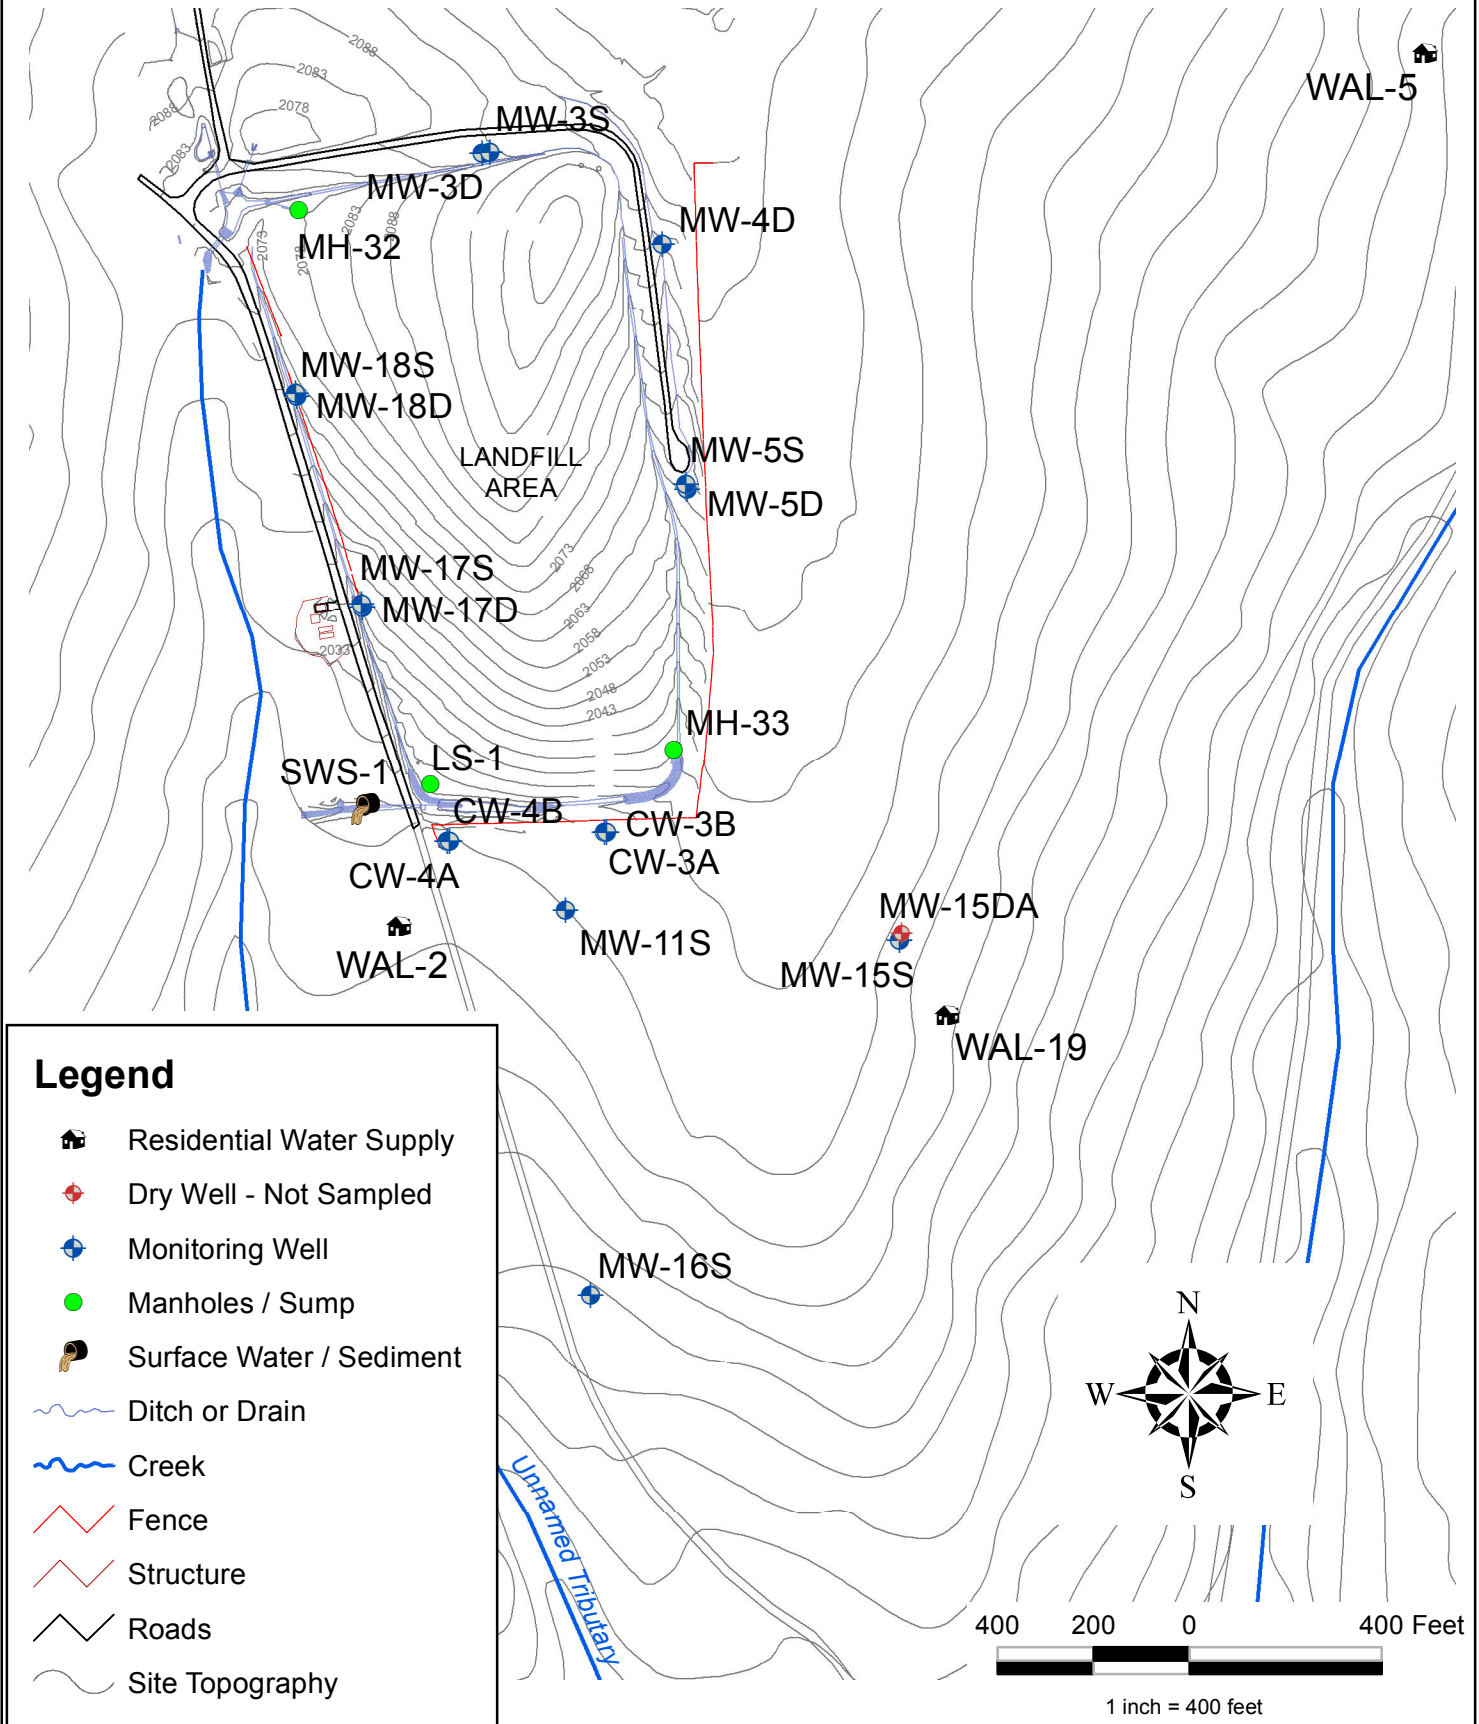 2088
WAL-5
2083
2078
2088
MW-3S
2083
MW-3D
2083
2088
MW-4D
2073
MH-32
MW-18S
MW-18D
LANDFILL
AREA
MW-5S
MW-5D
2073
MW-17S
2068
MW-17D
2063
2058
2033
2053
2048
2043
MH-33
LS-1
SWS-1
CW-4B
CW-3B
CW-3A
CW-4A
MW-15DA
MW-11S
WAL-2
MW-15S
WAL-19
Legend
Residential Water Supply
Dry Well - Not Sampled
Monitoring Well
Manholes / Sump
Surface Water / Sediment
Ditch or Drain
Creek
Fence
Structure
Roads
Site Topography
MW-16S
N
W
E
S
Unnamed Tributary
400 200 0 400 Feet
1 inch = 400 feet